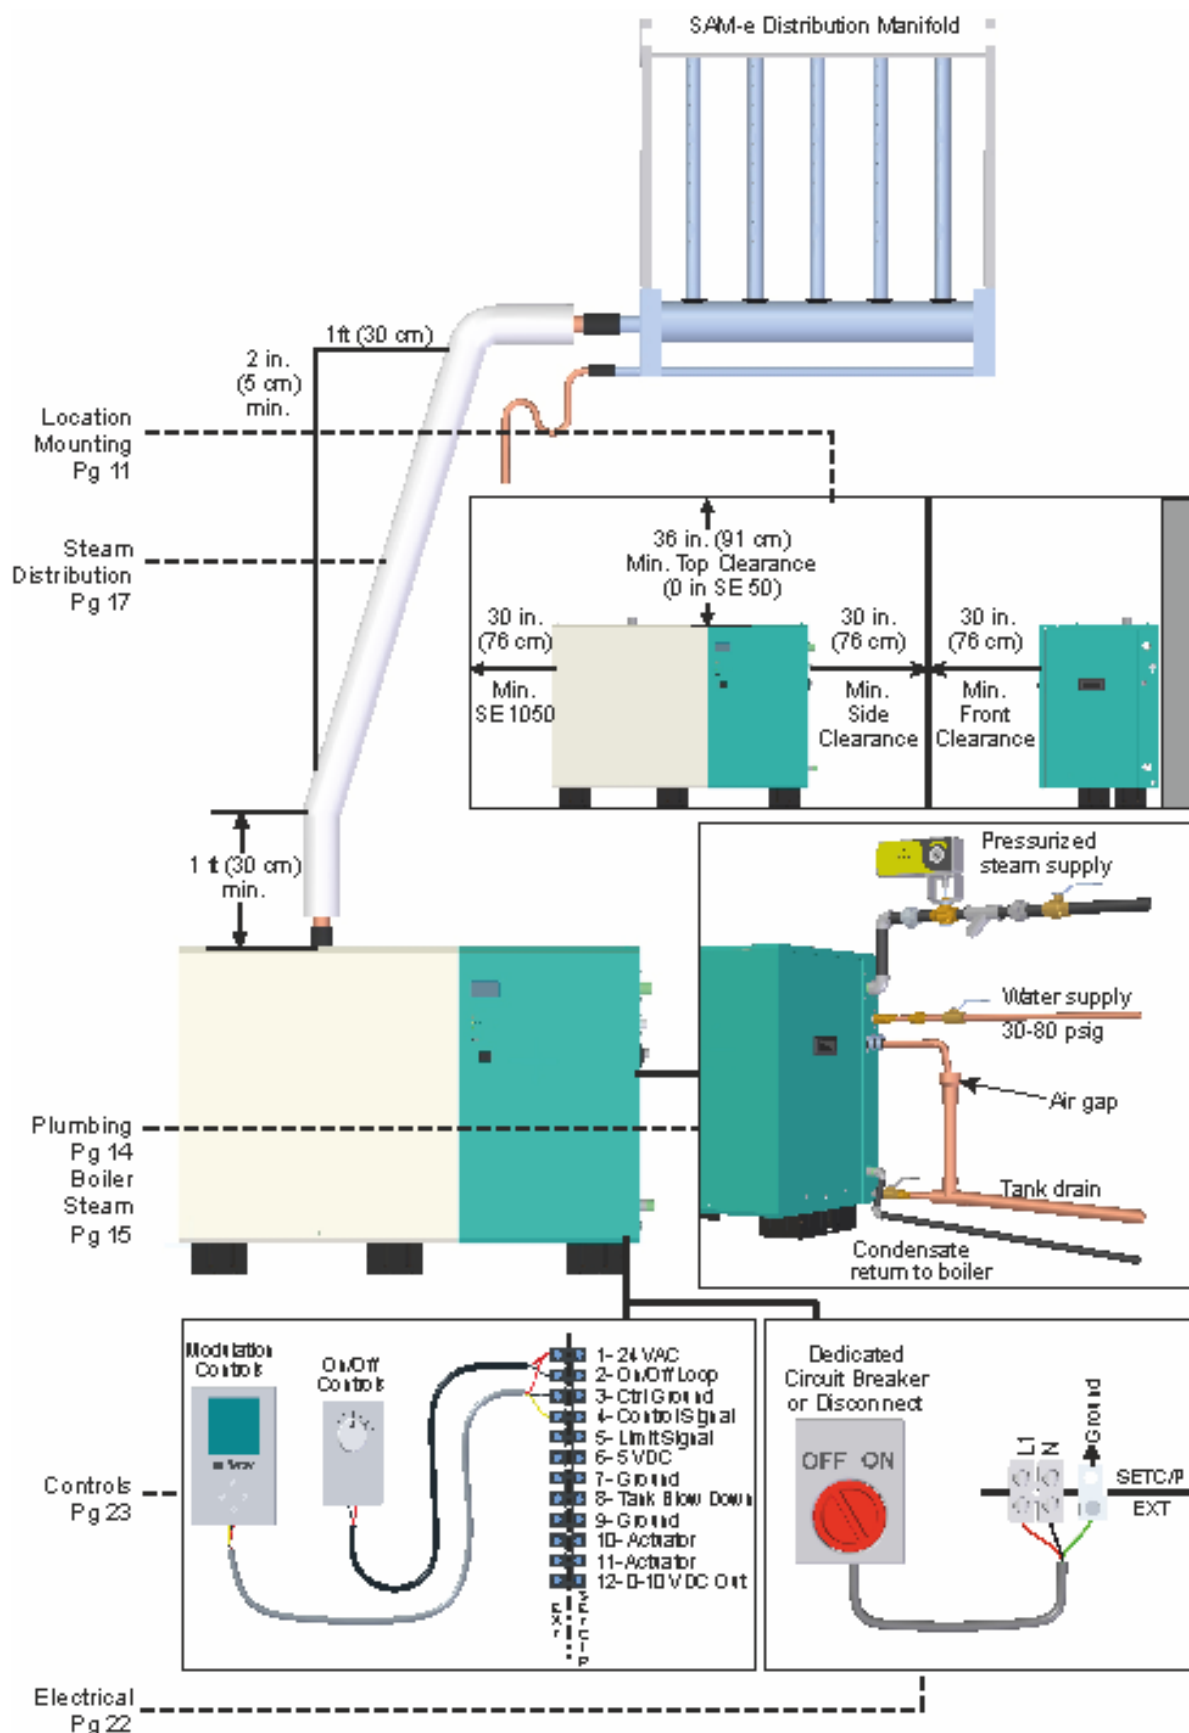 SAM-e Distribution Manifold
1ft (30 cm)
2 in.
(5 cm)
min.
Location
Mounting
Pg 11
Steam
Distribution
Pg 17
36 in. (91 cm)
Min. Top Clearance
(0 in SE 50)
30 in.
(76 cm)
Min.
SE 1050
30 in.
(76 cm)
Min.
Side
Clearance
30 in.
(76 cm)
Min.
Front
Clearance
1 ft (30 cm)
min.
Pressurized
steam supply
Water supply
30-80 psig
Air gap
Tank drain
Condensate
return to boiler
Plumbing
Pg 14
Boiler
Steam
Pg 15
Modulation
Controls
On/Off
Controls
1- 24 VAC
2- On/Off Loop
3- Ctrl Ground
4- Control Signal
5- Limit Signal
6- 5 VDC
7- Ground
8- Tank Blow Down
9- Ground
10- Actuator
11- Actuator
12- 0-10 VDC Out
EXT
Dedicated
Circuit Breaker
or Disconnect
OFF ON
L1
N
Ground
SETC/P
EXT
Controls
Pg 23
Electrical
Pg 22